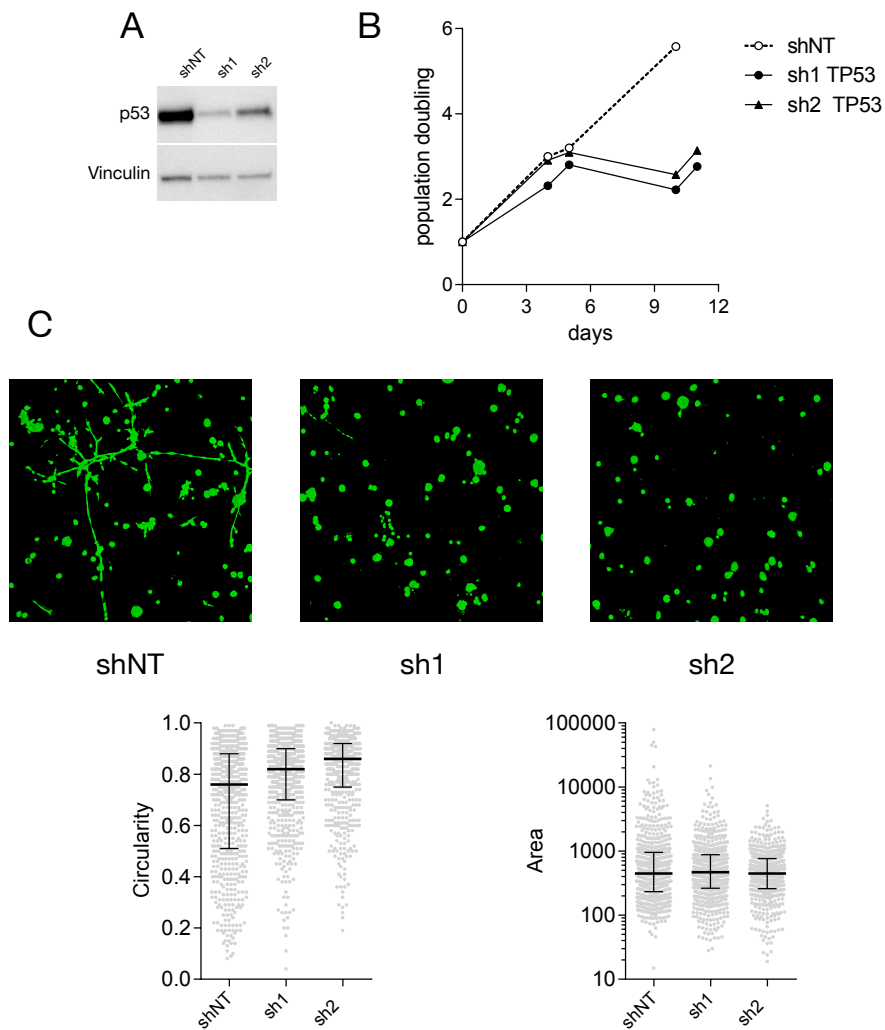 A
shNT
sh1
sh2
p53
Vinculin
B
population doubling
6
4
2
0
0
3
6
9
12
days
shNT
sh1 TP53
sh2 TP53
C
shNT
sh1
sh2
Circularity
1.0
0.8
0.6
0.4
0.2
0.0
shNT
sh1
sh2
Area
100000
10000
1000
100
10
shNT
sh1
sh2